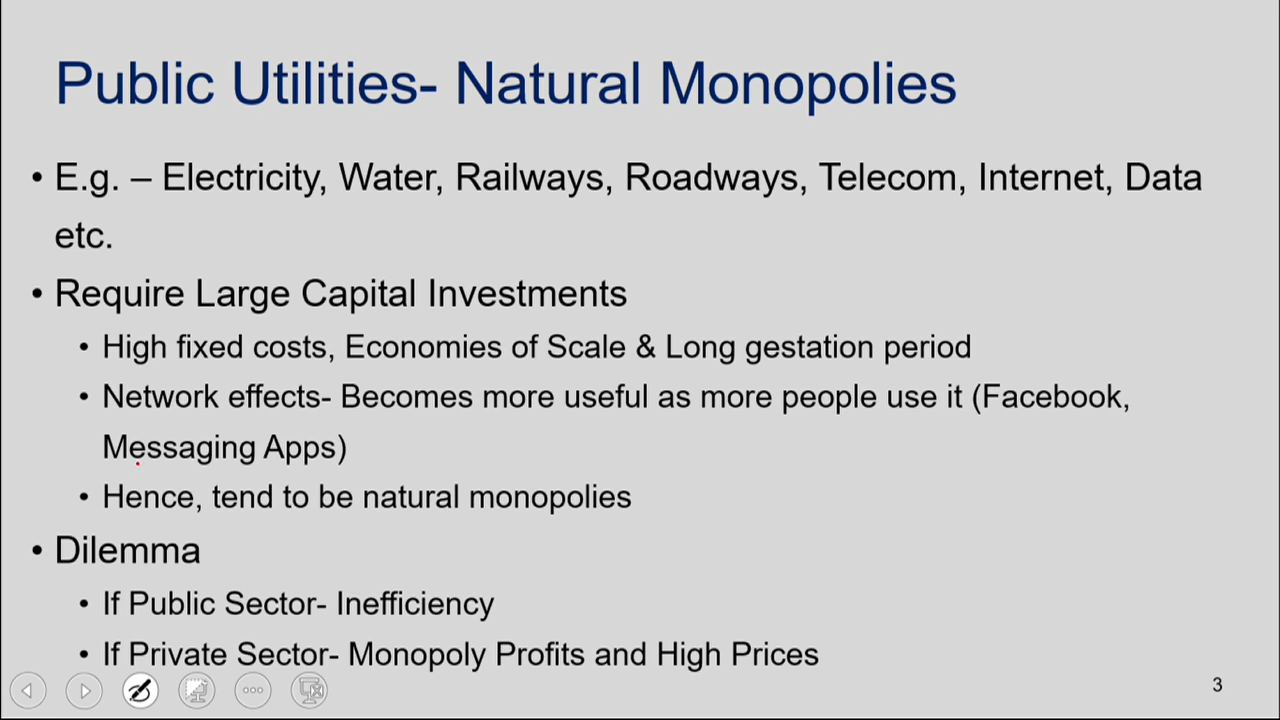 Public Utilities- Natural Monopolies
• E.g. – Electricity, Water, Railways, Roadways, Telecom, Internet, Data
etc.
• Require Large Capital Investments
• High fixed costs, Economies of Scale & Long gestation period
• Network effects- Becomes more useful as more people use it (Facebook,
Messaging Apps)
• Hence, tend to be natural monopolies
• Dilemma
• If Public Sector- Inefficiency
• If Private Sector- Monopoly Profits and High Prices
3